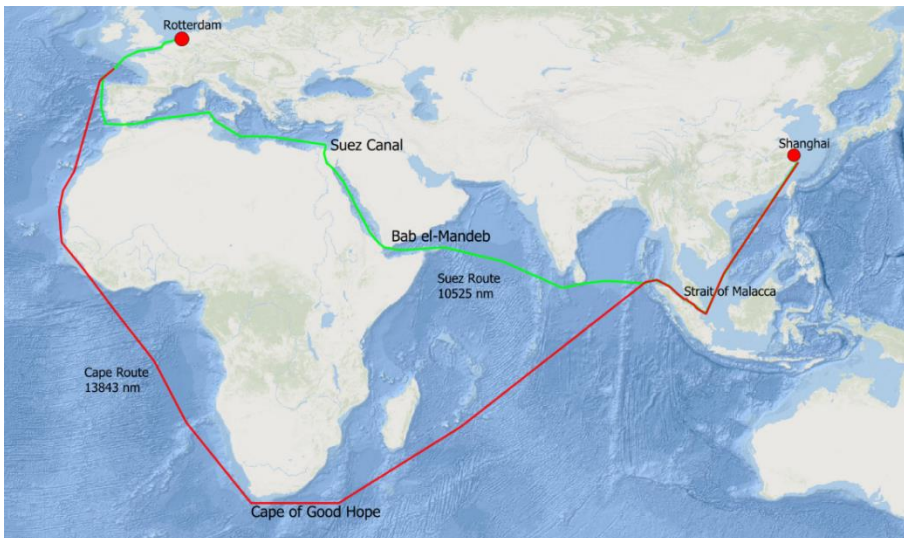 Rotterdam
Shanghai
Suez Canal
Bab el-Mandeb
Suez Route
10525 nm
Strait of Malacca
Cape Route
13843 nm
Cape of Good Hope